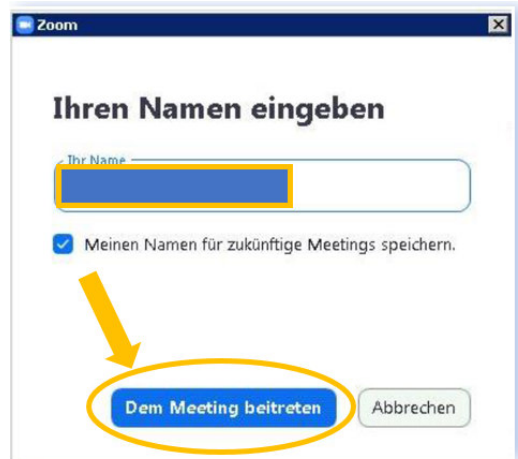 Zoom
Ihren Namen eingeben
Ihr Name
Meinen Namen für zukünftige Meetings speichern.
Dem Meeting beitreten
Abbrechen